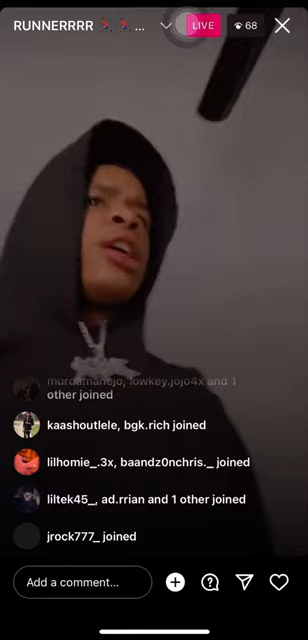 RUNNERRRR 🏃🏿‍♂️🏃🏿‍♂️...
LIVE
68
murdamanejo, lowkey.jojo4x and 1
other joined
kaashoutlele, bgk.rich joined
lilhomie_.3x, baandz0nchris._ joined
liltek45_, ad.rrian and 1 other joined
jrock777_ joined
Add a comment...